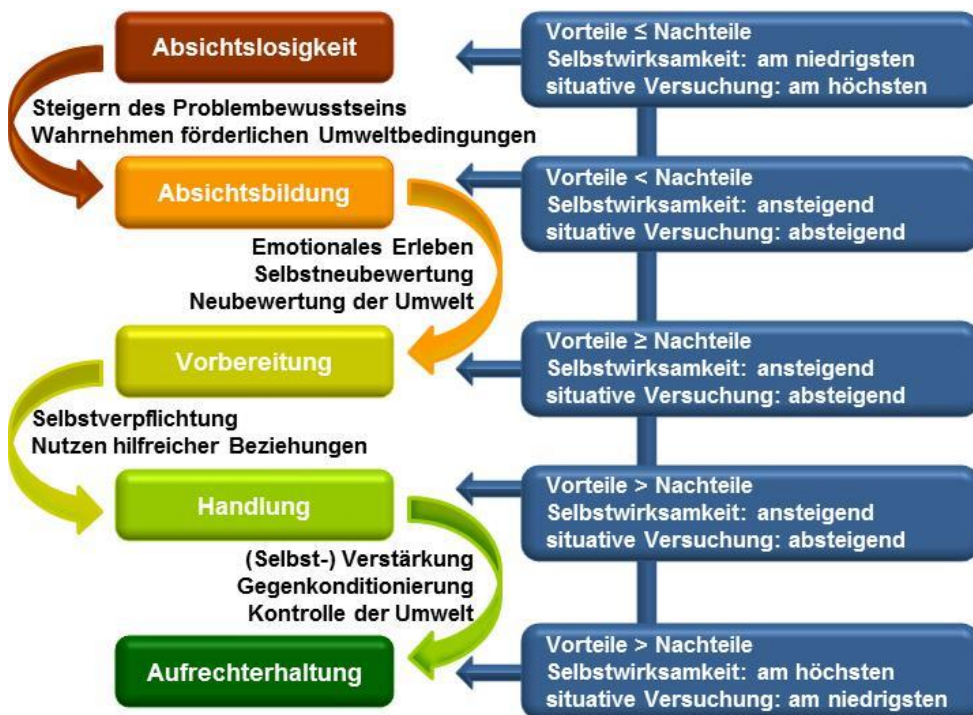 Absichtslosigkeit
Vorteile ≤ Nachteile
Selbstwirksamkeit: am niedrigsten
situative Versuchung: am höchsten
Steigern des Problembewusstseins
Wahrnehmen förderlichen Umweltbedingungen
Absichtsbildung
Vorteile < Nachteile
Selbstwirksamkeit: ansteigend
situative Versuchung: absteigend
Emotionales Erleben
Selbstneubewertung
Neubewertung der Umwelt
Vorbereitung
Vorteile ≥ Nachteile
Selbstwirksamkeit: ansteigend
situative Versuchung: absteigend
Selbstverpflichtung
Nutzen hilfreicher Beziehungen
Handlung
Vorteile > Nachteile
Selbstwirksamkeit: ansteigend
situative Versuchung: absteigend
(Selbst-) Verstärkung
Gegenkonditionierung
Kontrolle der Umwelt
Aufrechterhaltung
Vorteile > Nachteile
Selbstwirksamkeit: am höchsten
situative Versuchung: am niedrigsten